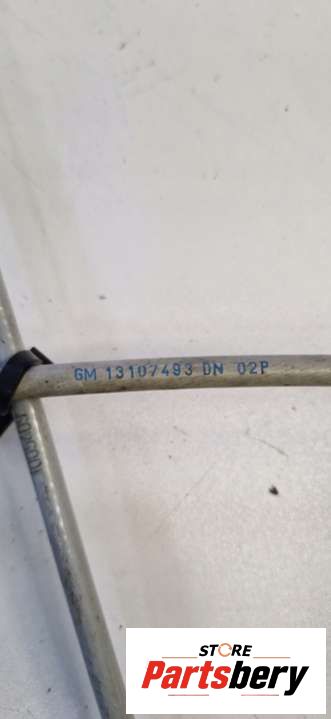 GM 13107493 DN 02P
STORE
Partsbery